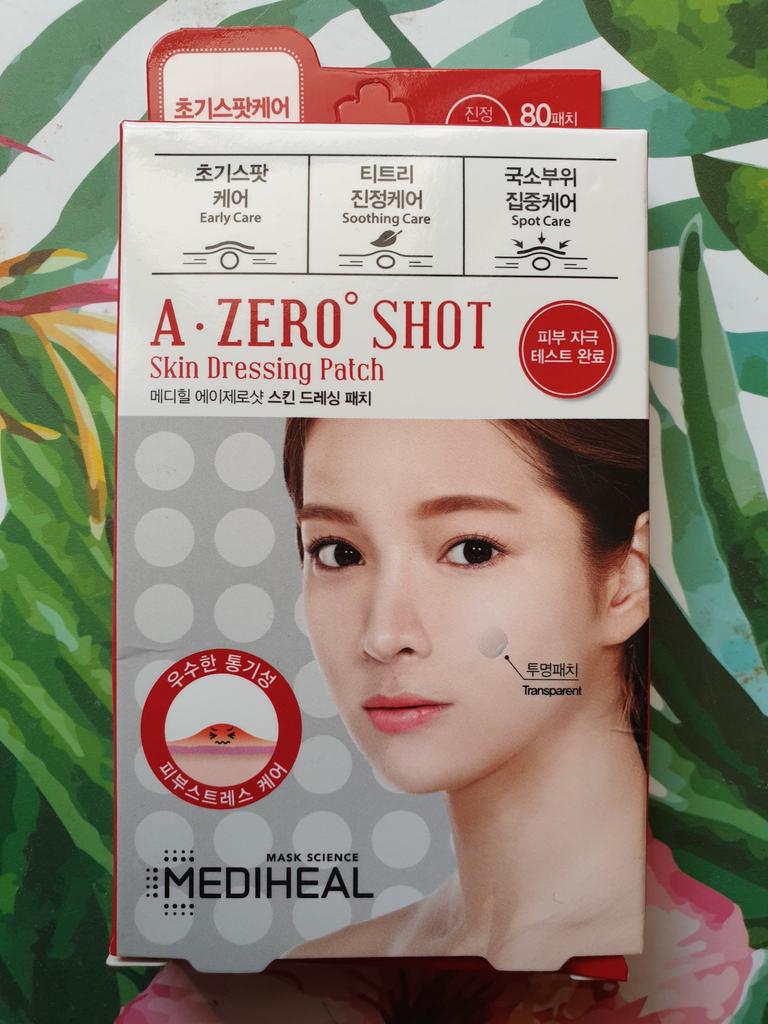 초기스팟케어
진정
80패치
초기스팟
케어
Early Care
티트리
진정케어
Soothing Care
국소부위
집중케어
Spot Care
A·ZERO° SHOT
Skin Dressing Patch
메디힐 에이제로샷 스킨 드레싱 패치
피부 자극
테스트 완료
투명패치
Transparent
우수한 통기성
피부스트레스 케어
MASK SCIENCE
MEDIHEAL